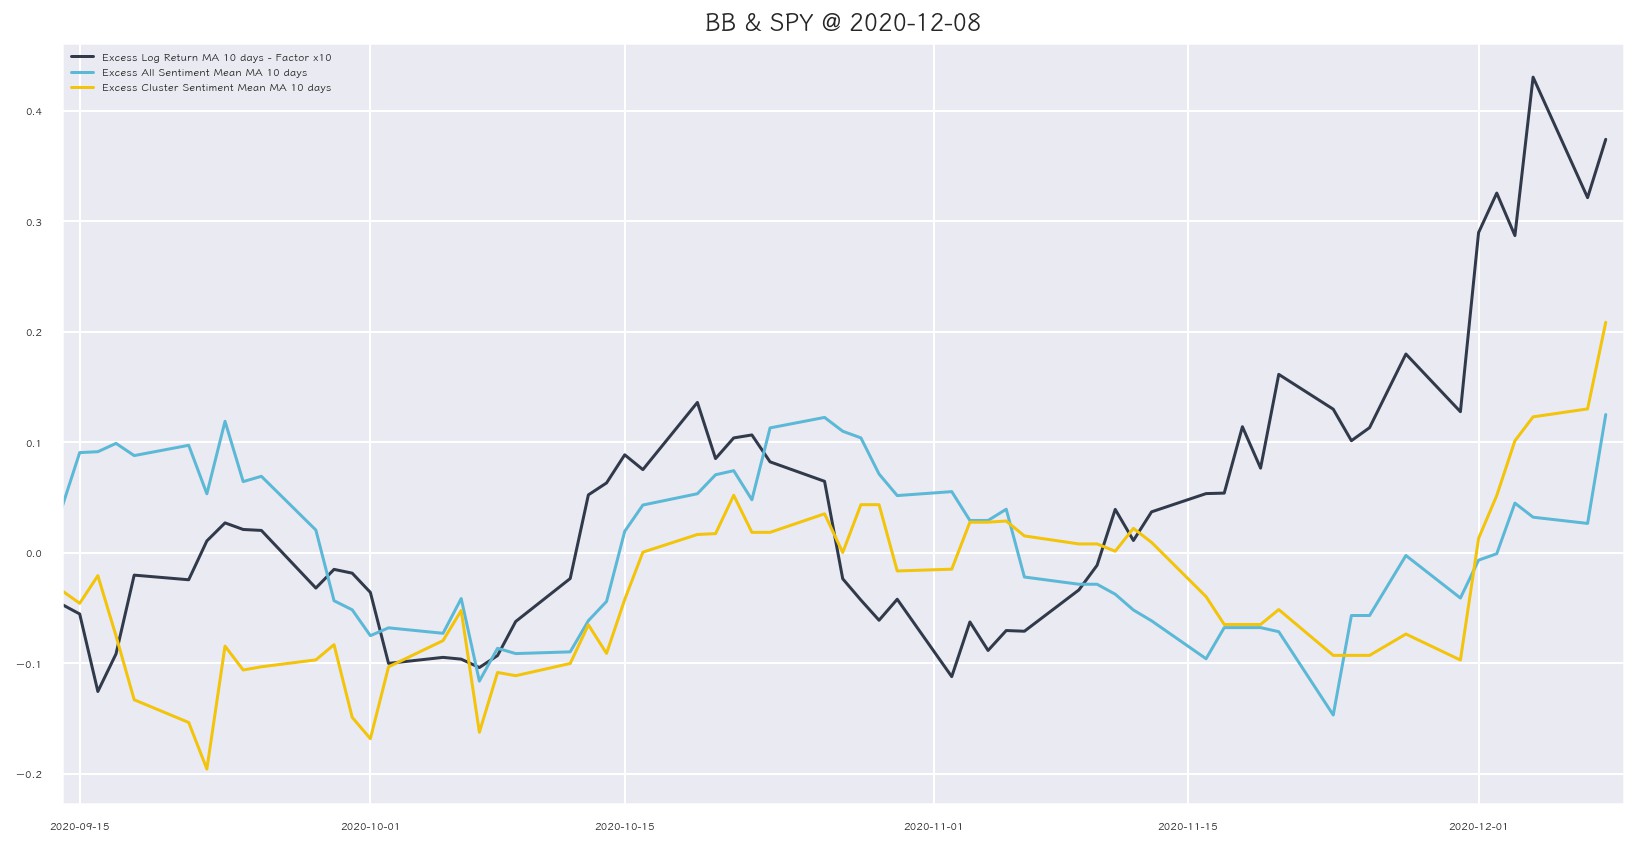 BB & SPY @ 2020-12-08
Excess Log Return MA 10 days - Factor x10
Excess All Sentiment Mean MA 10 days
Excess Cluster Sentiment Mean MA 10 days
0.4
0.3
0.2
0.1
0.0
−0.1
−0.2
2020-09-15 2020-10-01 2020-10-15 2020-11-01 2020-11-15 2020-12-01